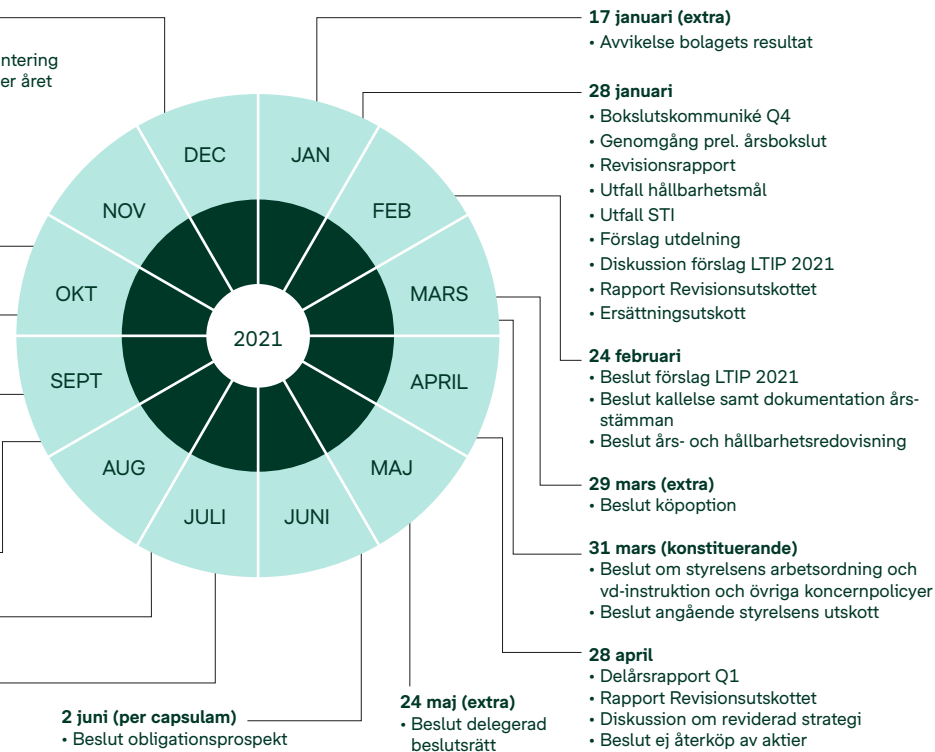 ntering
er året
DEC
JAN
NOV
FEB
OKT
MARS
2021
SEPT
APRIL
AUG
MAJ
JULI
JUNI
17 januari (extra)
• Avvikelse bolagets resultat
28 januari
• Bokslutskommuniké Q4
• Genomgång prel. årsbokslut
• Revisionsrapport
• Utfall hållbarhetsmål
• Utfall STI
• Förslag utdelning
• Diskussion förslag LTIP 2021
• Rapport Revisionsutskottet
• Ersättningsutskott
24 februari
• Beslut förslag LTIP 2021
• Beslut kallelse samt dokumentation års-
stämman
• Beslut års- och hållbarhetsredovisning
29 mars (extra)
• Beslut köpoption
31 mars (konstituerande)
• Beslut om styrelsens arbetsordning och
vd-instruktion och övriga koncernpolicyer
• Beslut angående styrelsens utskott
28 april
• Delårsrapport Q1
• Rapport Revisionsutskottet
• Diskussion om reviderad strategi
• Beslut ej återköp av aktier
24 maj (extra)
• Beslut delegerad
beslutsrätt
2 juni (per capsulam)
• Beslut obligationsprospekt